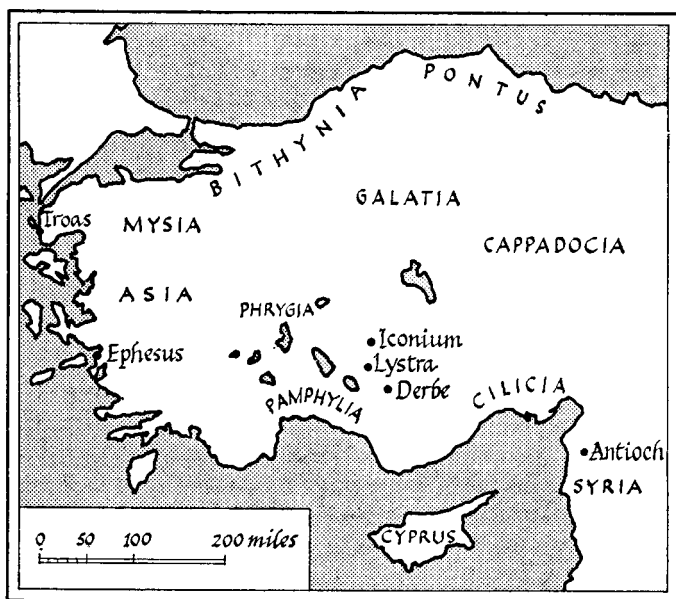 PONTUS
BITHYNIA
GALATIA
Troas
MYSIA
CAPPADOCIA
ASIA
PHRYGIA
Iconium
Ephesus
Lystra
Derbe
PAMPHYLIA
CILICIA
Antioch
SYRIA
CYPRUS
0 50 100 200 miles